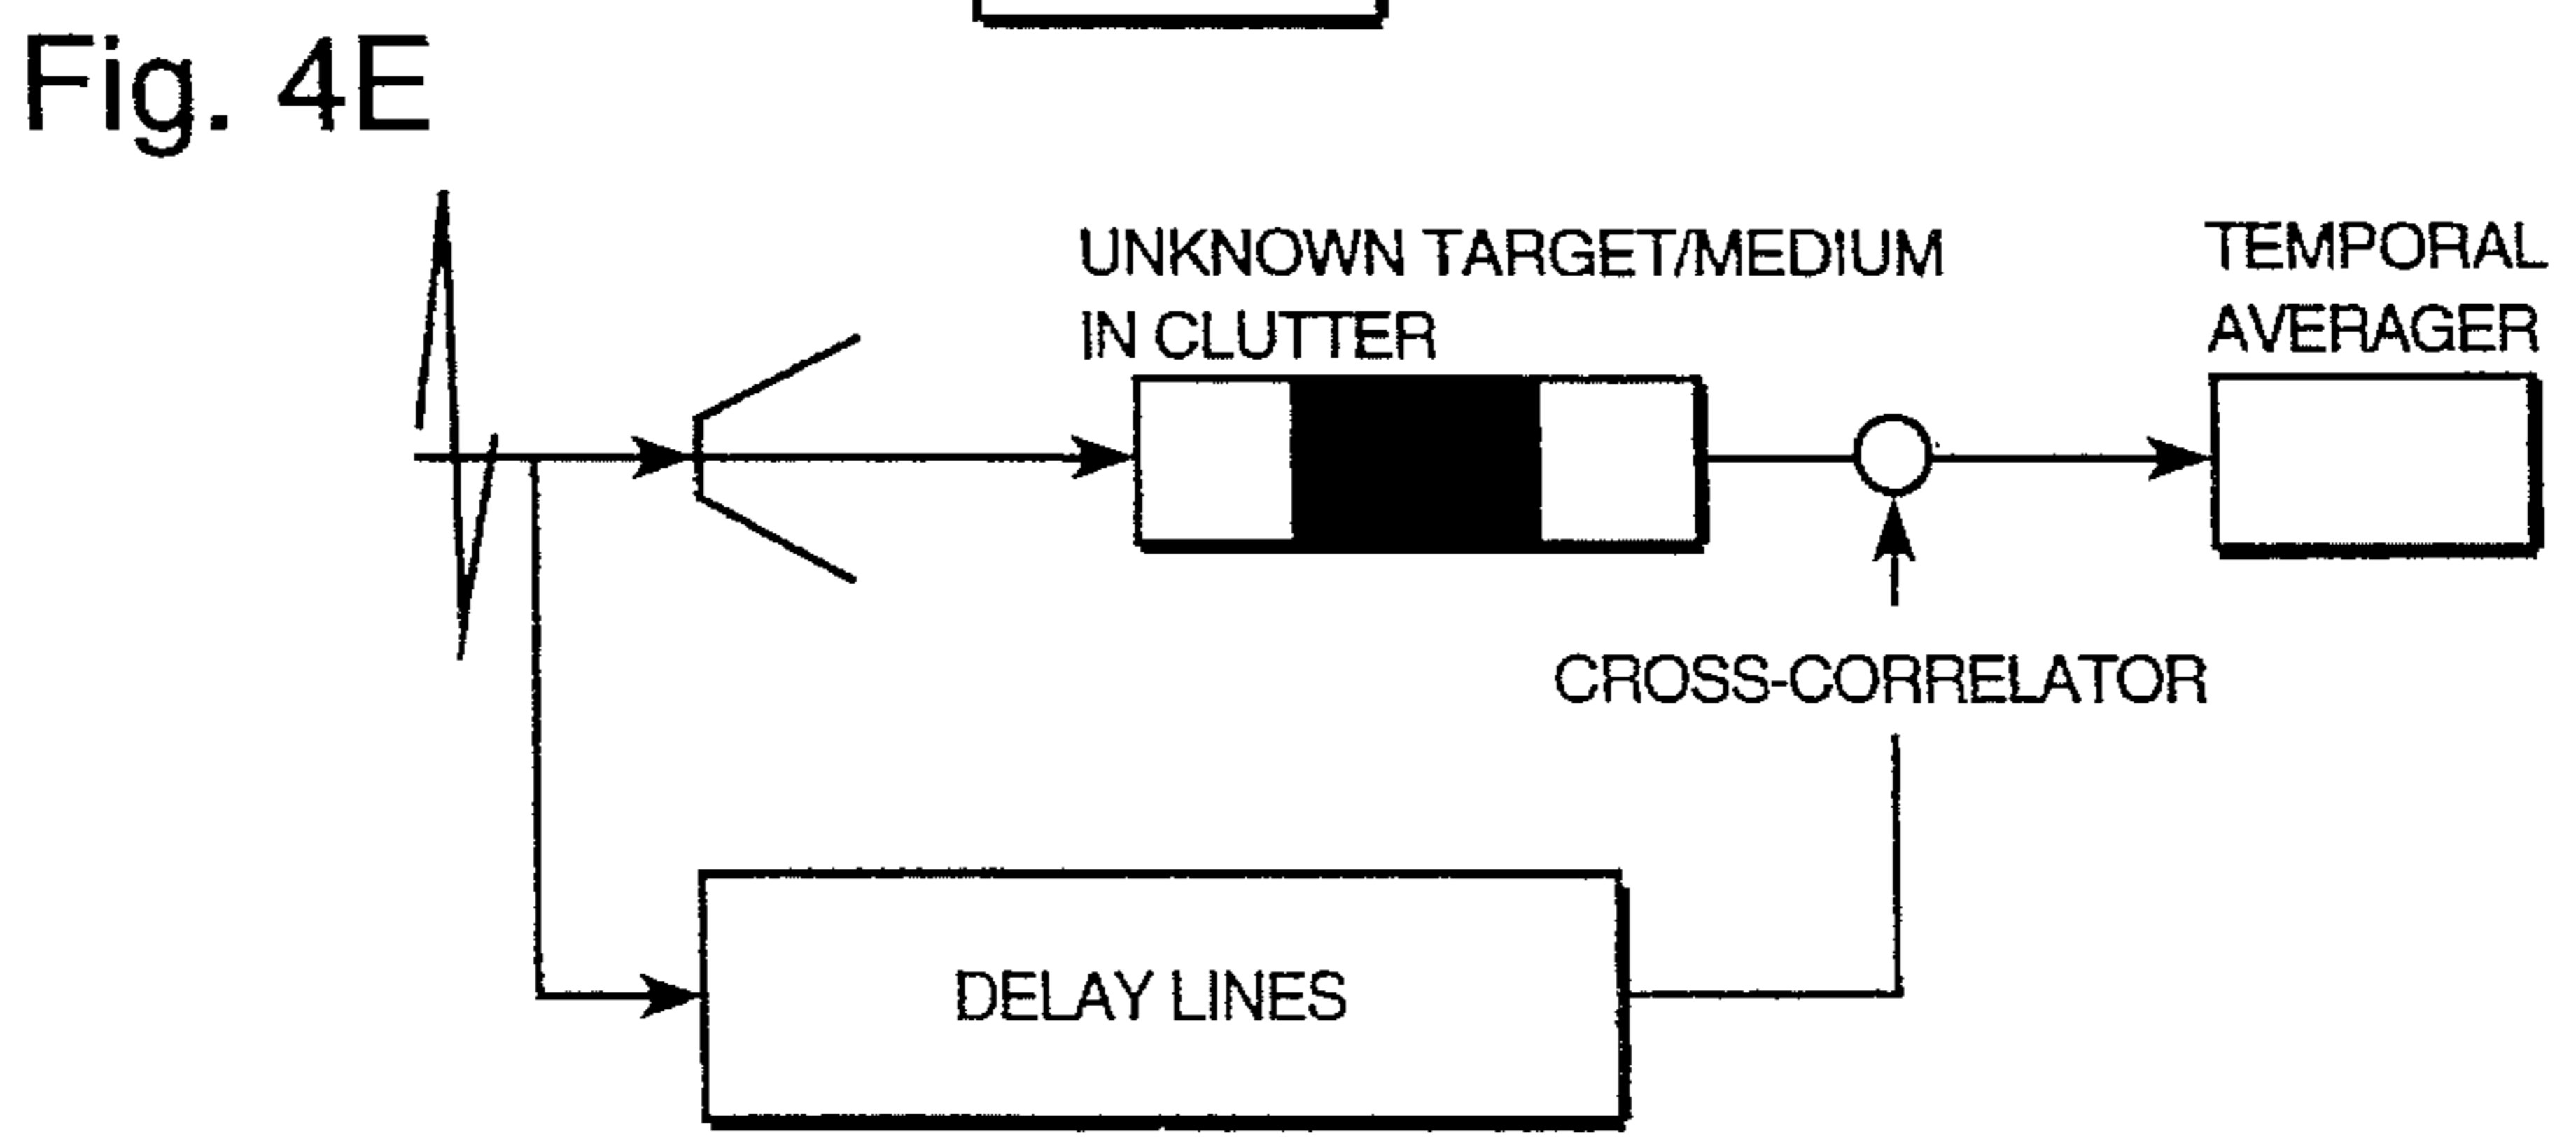 Fig. 4E
UNKNOWN TARGET/MEDIUM
IN CLUTTER
TEMPORAL
AVERAGER
CROSS-CORRELATOR
DELAY LINES